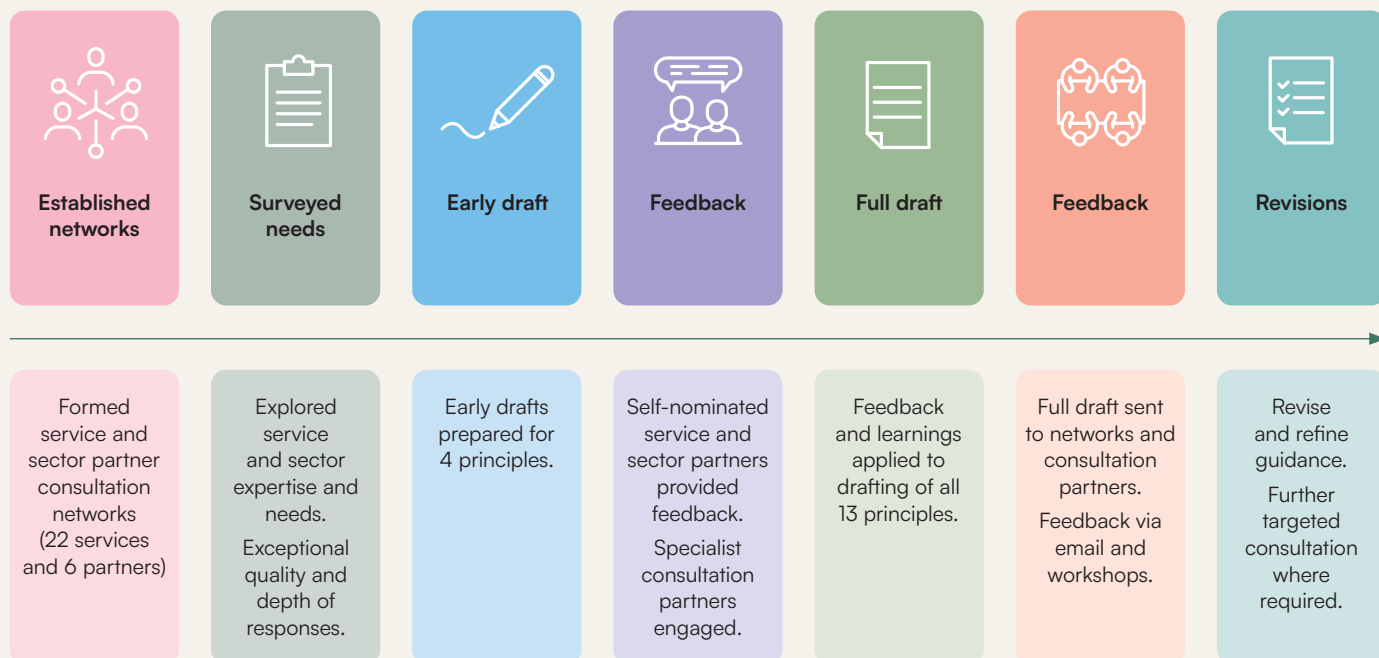 Established
networks
Surveyed
needs
Early draft
Feedback
Full draft
Feedback
Revisions
Formed
service and
sector partner
consultation
networks
(22 services
and 6 partners)
Explored
service
and sector
expertise and
needs.
Exceptional
quality and
depth of
responses.
Early drafts
prepared for
4 principles.
Self-nominated
service and
sector partners
provided
feedback.
Specialist
consultation
partners
engaged.
Feedback
and learnings
applied to
drafting of all
13 principles.
Full draft sent
to networks and
consultation
partners.
Feedback via
email and
workshops.
Revise
and refine
guidance.
Further
targeted
consultation
where
required.